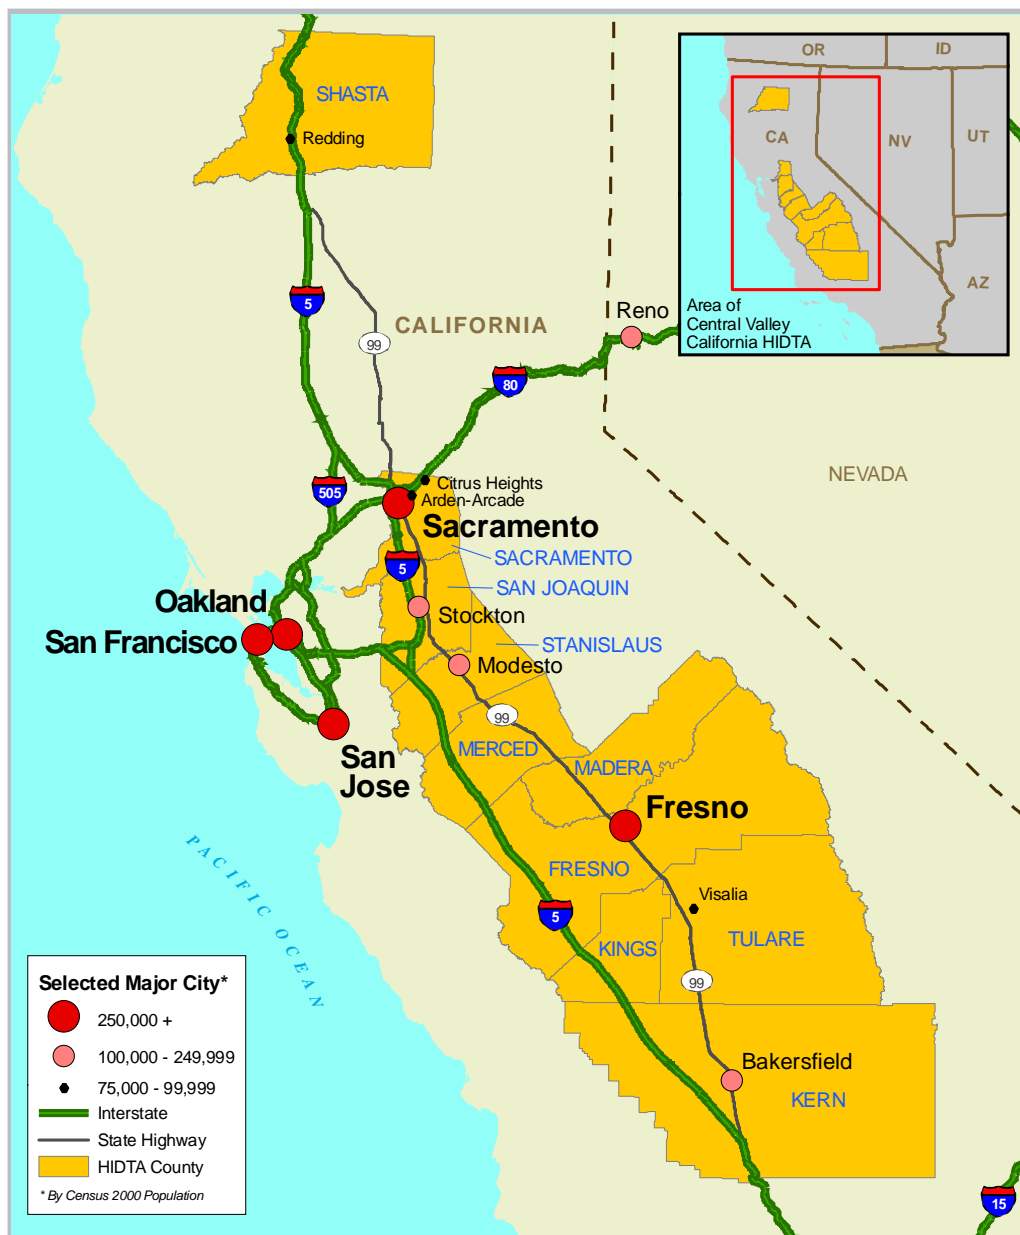 SHASTA
Redding
OR
ID
CA
NV
UT
AZ
Area of
Central Valley
California HIDTA
5
CALIFORNIA
99
Reno
80
NEVADA
505
Citrus Heights
Arden-Arcade
Sacramento
SACRAMENTO
5
SAN JOAQUIN
Oakland
Stockton
San Francisco
STANISLAUS
Modesto
99
San
Jose
MERCED
MADERA
Fresno
PACIFIC OCEAN
FRESNO
Visalia
5
KINGS
TULARE
99
Bakersfield
KERN
15
Selected Major City*
250,000 +
100,000 - 249,999
75,000 - 99,999
Interstate
State Highway
HIDTA County
* By Census 2000 Population